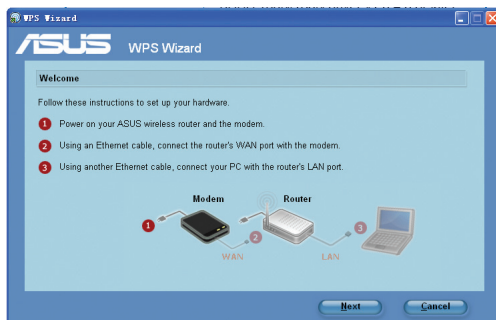 WPS Wizard
ASUS WPS Wizard
Welcome
Follow these instructions to set up your hardware.
1 Power on your ASUS wireless router and the modem.
2 Using an Ethernet cable, connect the router's WAN port with the modem.
3 Using another Ethernet cable, connect your PC with the router's LAN port.
Modem Router
1 2 3
WAN LAN
Next Cancel